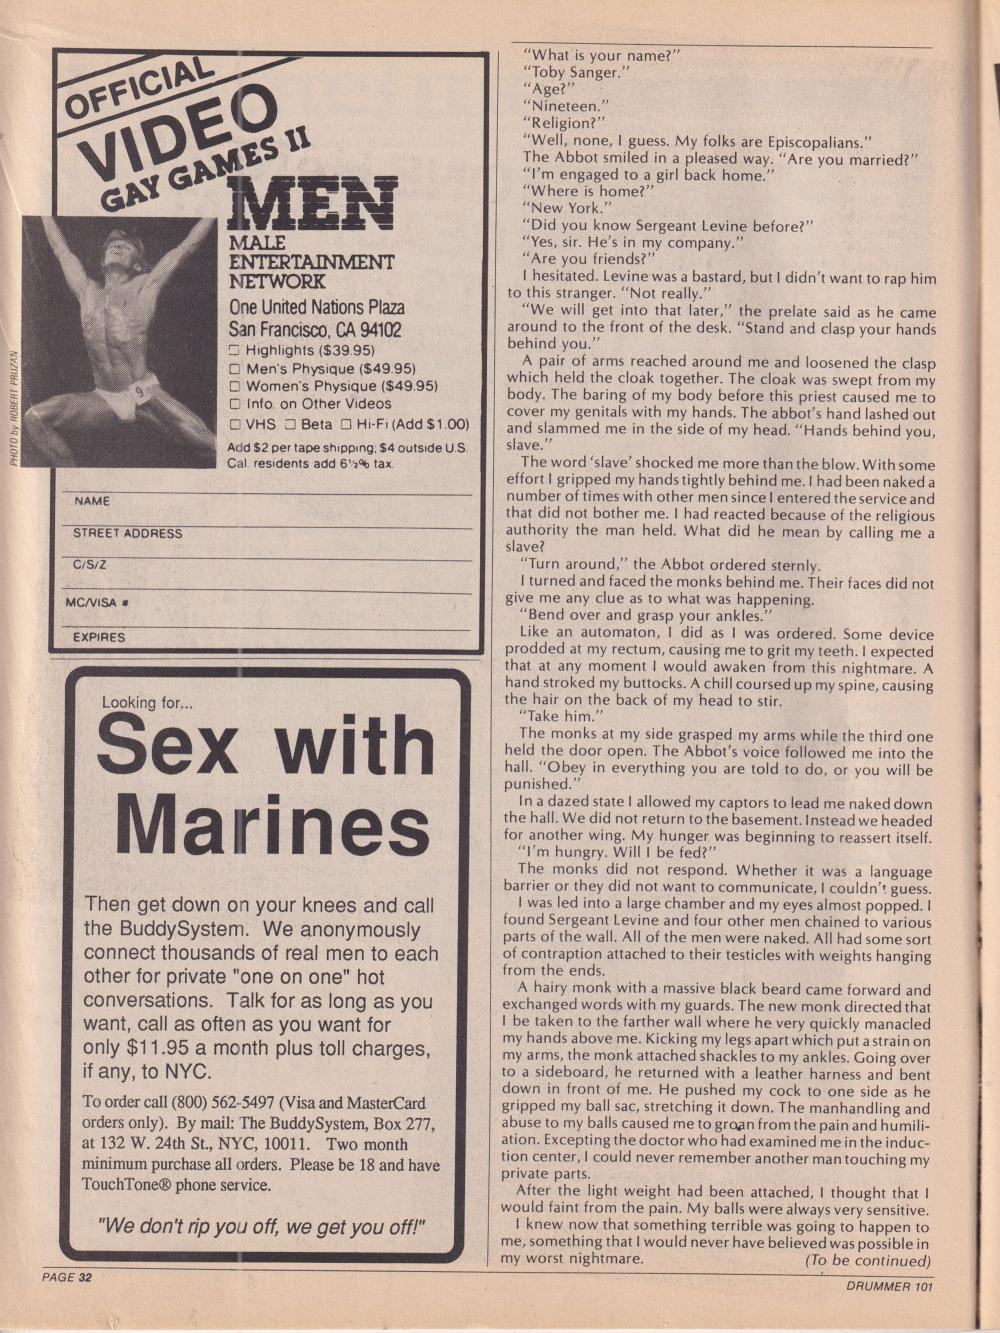 OFFICIAL
VIDEO
GAY GAMES II
MEN
MALE
ENTERTAINMENT
NETWORK
One United Nations Plaza
San Francisco, CA 94102
Highlights ($39.95)
Men's Physique ($49.95)
Women's Physique ($49.95)
Info. on Other Videos
VHS Beta Hi-Fi (Add $1.00)
Add $2 per tape shipping; $4 outside U.S.
Cal. residents add 6½% tax.
PHOTO by ROBERT PRUZAN
9
NAME
STREET ADDRESS
C/S/Z
MC/VISA #
EXPIRES
Looking for...
Sex with
Marines
Then get down on your knees and call
the BuddySystem. We anonymously
connect thousands of real men to each
other for private "one on one" hot
conversations. Talk for as long as you
want, call as often as you want for
only $11.95 a month plus toll charges,
if any, to NYC.
To order call (800) 562-5497 (Visa and MasterCard
orders only). By mail: The BuddySystem, Box 277,
at 132 W. 24th St., NYC, 10011. Two month
minimum purchase all orders. Please be 18 and have
TouchTone® phone service.
"We don't rip you off, we get you off!"
PAGE 32
"What is your name?"
"Toby Sanger."
"Age?"
"Nineteen."
"Religion?"
"Well, none, I guess. My folks are Episcopalians."
The Abbot smiled in a pleased way. "Are you married?"
"I'm engaged to a girl back home."
"Where is home?"
"New York."
"Did you know Sergeant Levine before?"
"Yes, sir. He's in my company."
"Are you friends?"
I hesitated. Levine was a bastard, but I didn't want to rap him
to this stranger. "Not really."
"We will get into that later," the prelate said as he came
around to the front of the desk. "Stand and clasp your hands
behind you."
A pair of arms reached around me and loosened the clasp
which held the cloak together. The cloak was swept from my
body. The baring of my body before this priest caused me to
cover my genitals with my hands. The abbot's hand lashed out
and slammed me in the side of my head. "Hands behind you,
slave."
The word 'slave' shocked me more than the blow. With some
effort I gripped my hands tightly behind me. I had been naked a
number of times with other men since I entered the service and
that did not bother me. I had reacted because of the religious
authority the man held. What did he mean by calling me a
slave?
"Turn around," the Abbot ordered sternly.
I turned and faced the monks behind me. Their faces did not
give me any clue as to what was happening.
"Bend over and grasp your ankles."
Like an automaton, I did as I was ordered. Some device
prodded at my rectum, causing me to grit my teeth. I expected
that at any moment I would awaken from this nightmare. A
hand stroked my buttocks. A chill coursed up my spine, causing
the hair on the back of my head to stir.
"Take him."
The monks at my side grasped my arms while the third one
held the door open. The Abbot's voice followed me into the
hall. "Obey in everything you are told to do, or you will be
punished."
In a dazed state I allowed my captors to lead me naked down
the hall. We did not return to the basement. Instead we headed
for another wing. My hunger was beginning to reassert itself.
"I'm hungry. Will I be fed?"
The monks did not respond. Whether it was a language
barrier or they did not want to communicate, I couldn't guess.
I was led into a large chamber and my eyes almost popped. I
found Sergeant Levine and four other men chained to various
parts of the wall. All of the men were naked. All had some sort
of contraption attached to their testicles with weights hanging
from the ends.
A hairy monk with a massive black beard came forward and
exchanged words with my guards. The new monk directed that
I be taken to the farther wall where he very quickly manacled
my hands above me. Kicking my legs apart which put a strain on
my arms, the monk attached shackles to my ankles. Going over
to a sideboard, he returned with a leather harness and bent
down in front of me. He pushed my cock to one side as he
gripped my ball sac, stretching it down. The manhandling and
abuse to my balls caused me to groan from the pain and humili-
ation. Excepting the doctor who had examined me in the induc-
tion center, I could never remember another man touching my
private parts.
After the light weight had been attached, I thought that I
would faint from the pain. My balls were always very sensitive.
I knew now that something terrible was going to happen to
me, something that I would never have believed was possible in
my worst nightmare. (To be continued)
DRUMMER 101